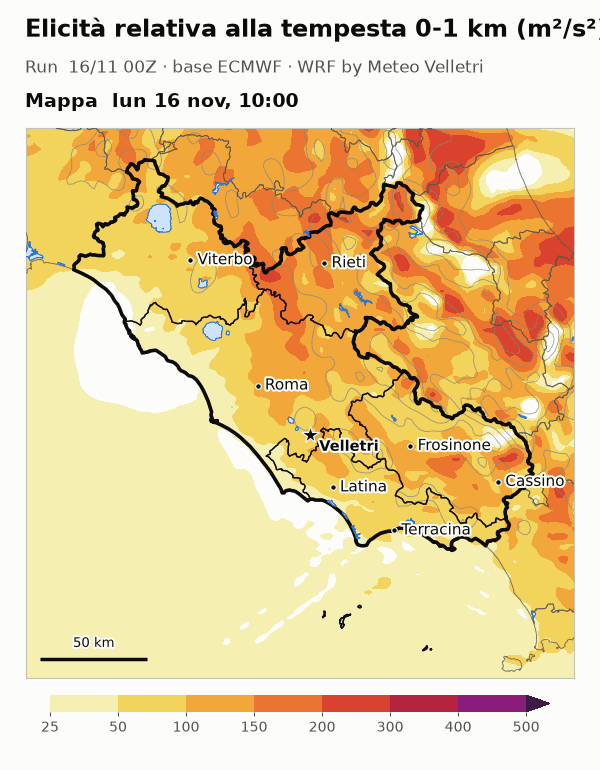 Elicità relativa alla tempesta 0-1 km (m²/s²)
Run 16/11 00Z · base ECMWF · WRF by Meteo Velletri
Mappa lun 16 nov, 10:00
Viterbo
Rieti
Roma
Velletri
Frosinone
Latina
Cassino
Terracina
50 km
25 50 100 150 200 300 400 500